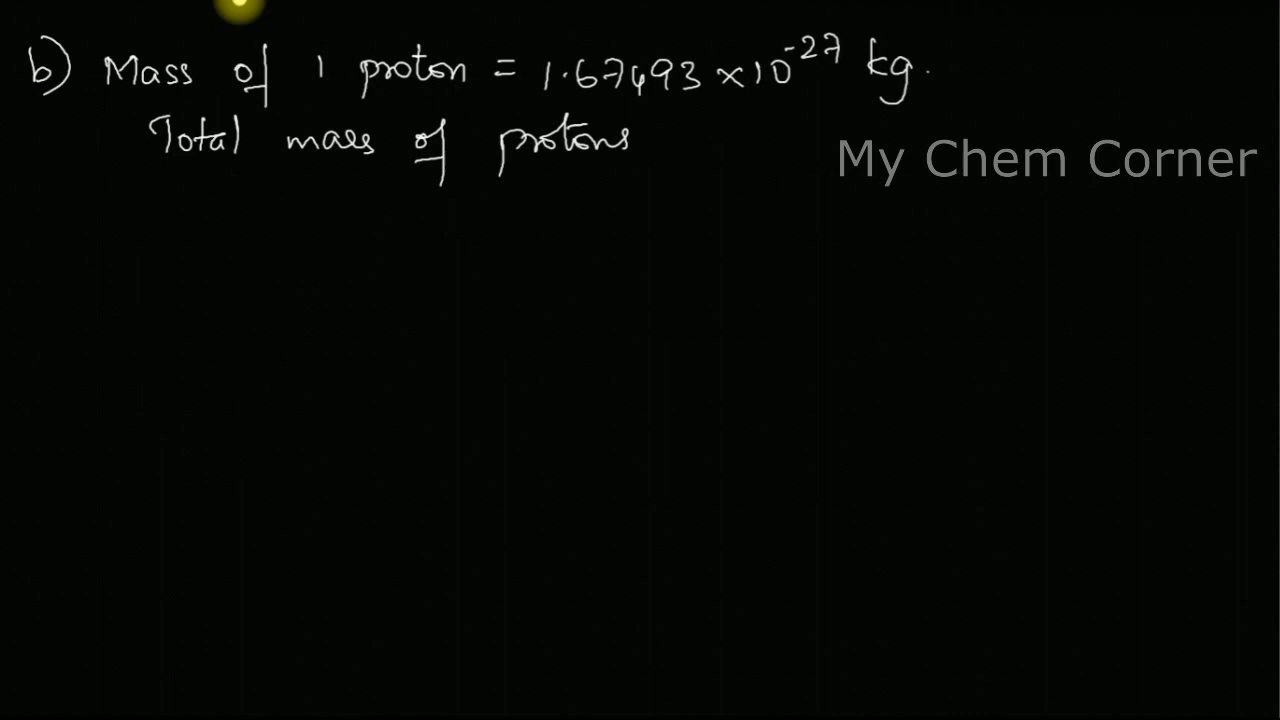 b) Mass of 1 proton = 1.67493 × 10⁻²⁷ kg.
Total mass of protons
My Chem Corner